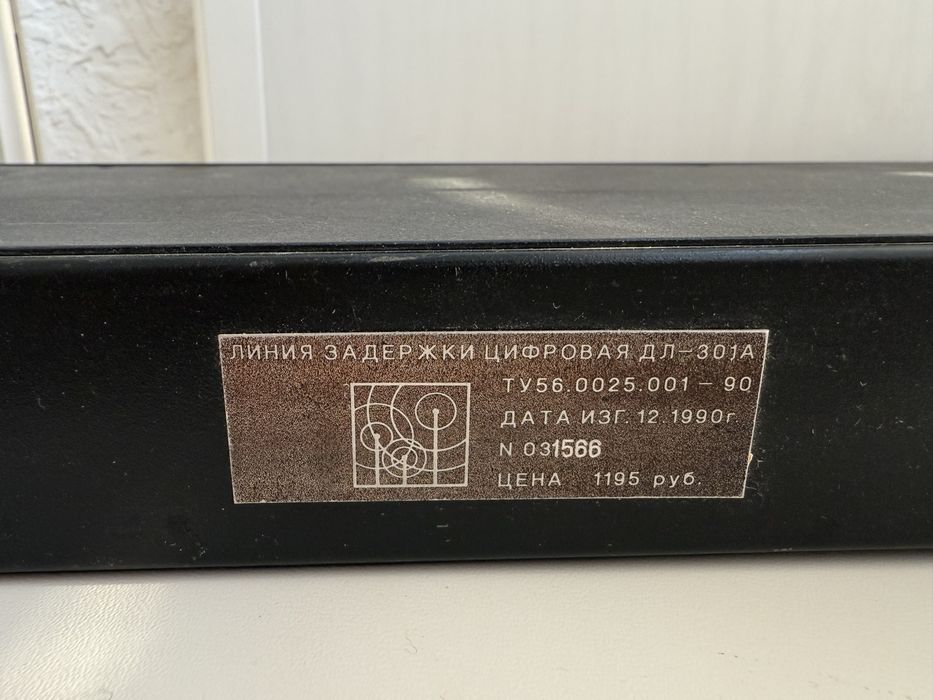 ЛИНИЯ ЗАДЕРЖКИ ЦИФРОВАЯ ДЛ-301А
ТУ56.0025.001-90
ДАТА ИЗГ. 12.1990г.
N 031566
ЦЕНА 1195 руб.